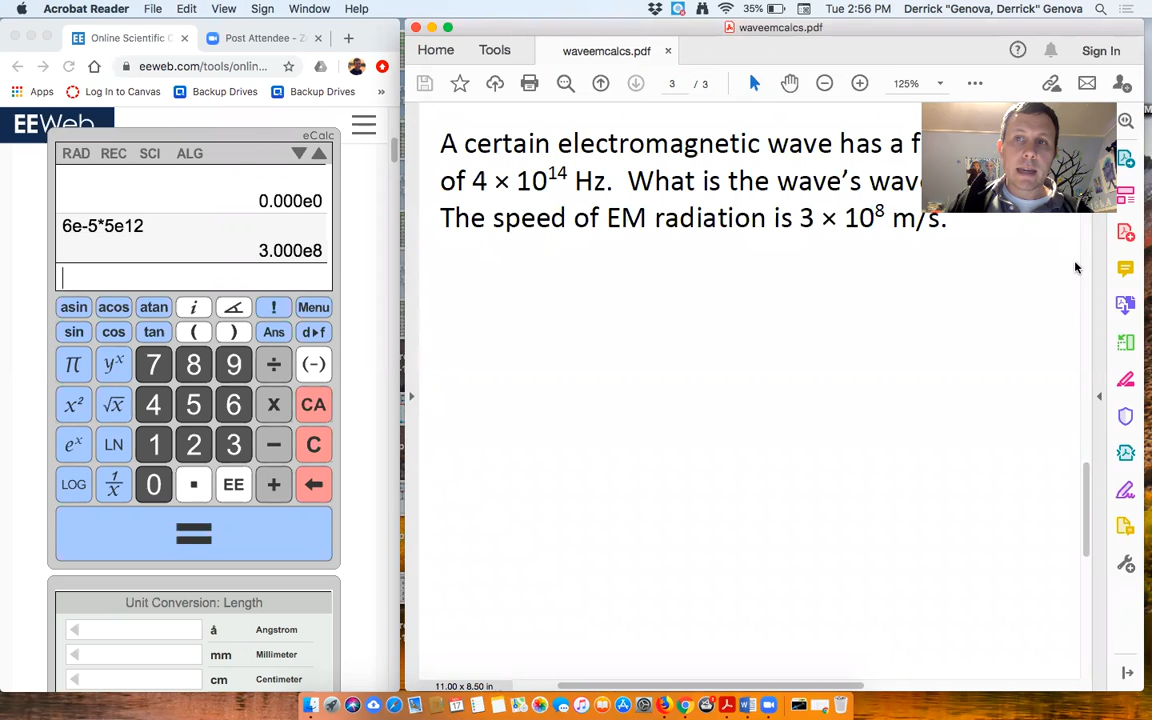 Acrobat Reader File Edit View Sign Window Help 35% Tue 2:56 PM Derrick "Genova, Derrick" Genova
Online Scientific C
Post Attendee - Z
eeweb.com/tools/onlin...
Apps Log In to Canvas Backup Drives Backup Drives »
EEWeb
eCalc
RAD REC SCI ALG
0.000e0
6e-5*5e12
3.000e8
asin acos atan i ∠ ! Menu
sin cos tan ( ) Ans d▸f
π yˣ 7 8 9 ÷ (−)
x² √x 4 5 6 x CA
eˣ LN 1 2 3 − C
LOG 1/x 0 . EE +
=
Unit Conversion: Length
å Angstrom
mm Millimeter
cm Centimeter
waveemcalcs.pdf
Home Tools waveemcalcs.pdf × Sign In
3 / 3 125%
A certain electromagnetic wave has a f
of 4 × 10¹⁴ Hz. What is the wave’s wav
The speed of EM radiation is 3 × 10⁸ m/s.
11.00 x 8.50 in
17